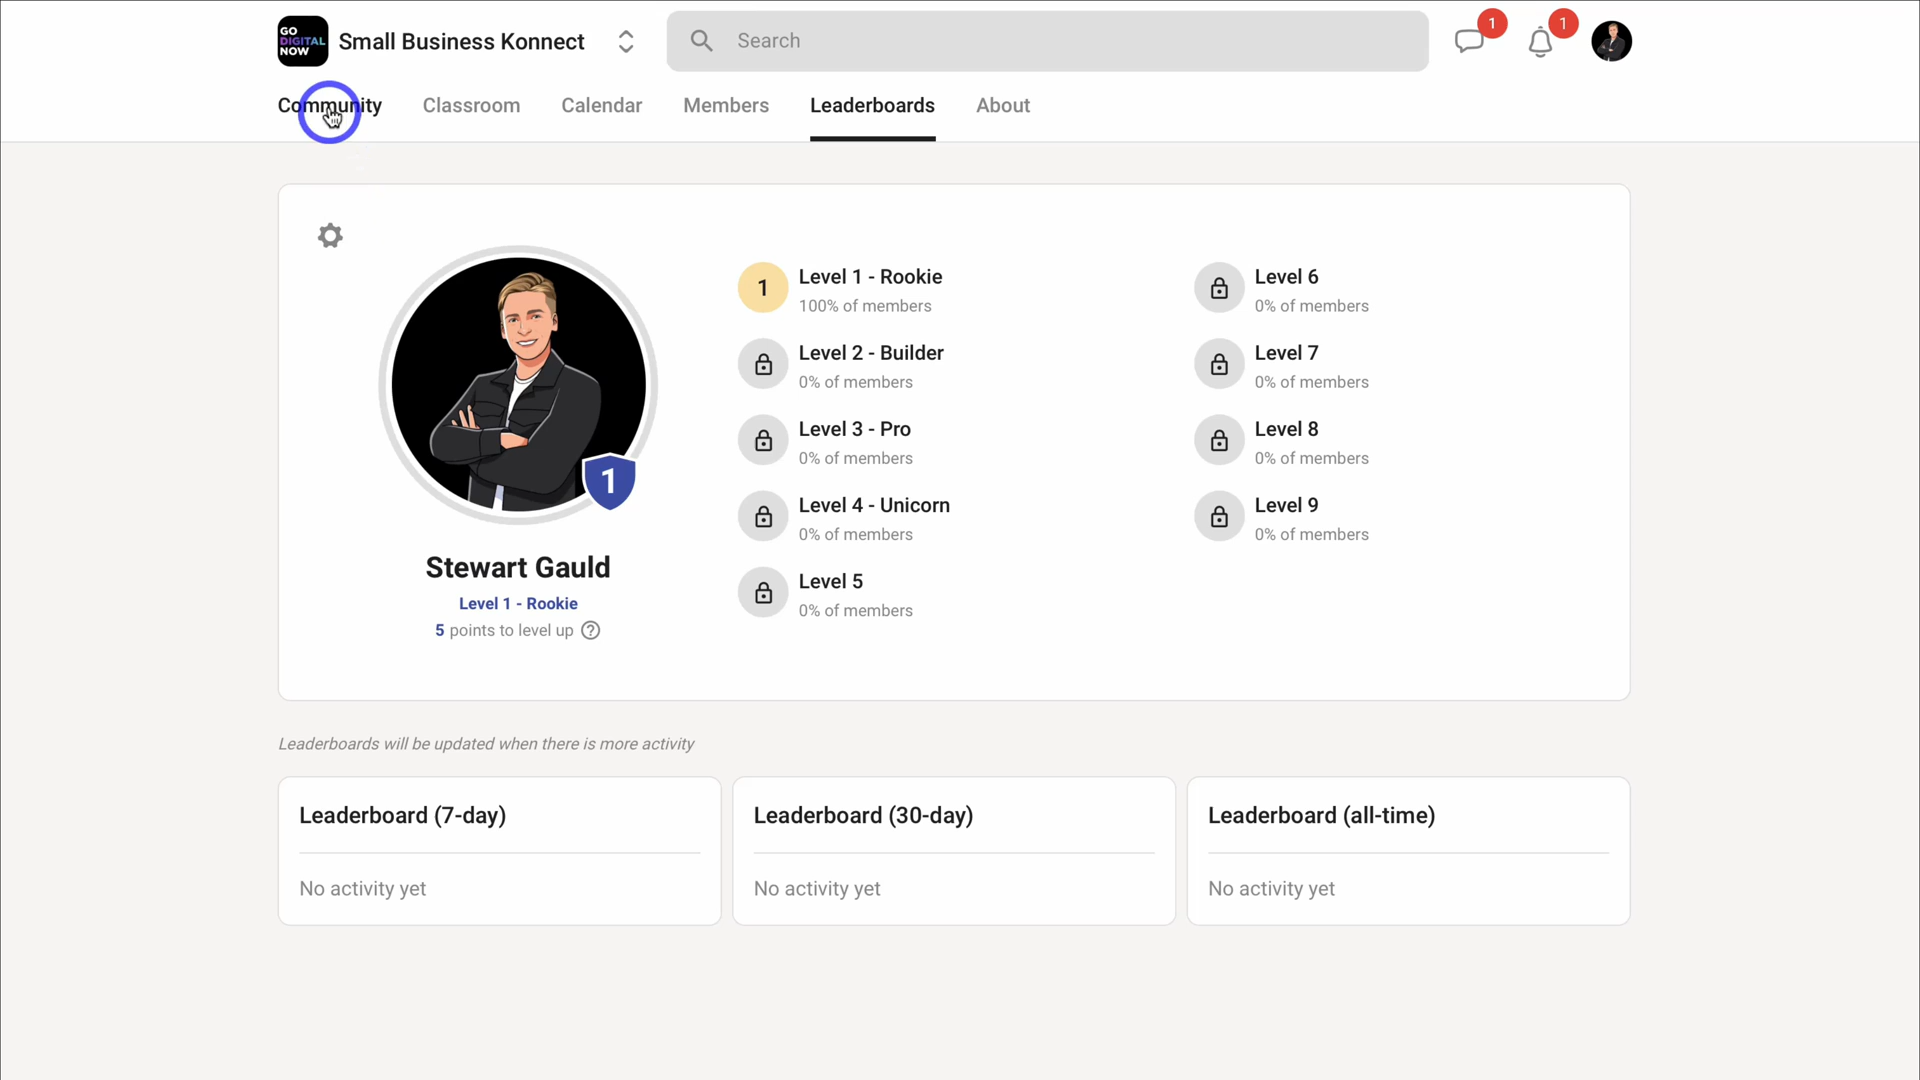 GO
DIGITAL
NOW
Small Business Konnect
Search
1
1
Community
Classroom
Calendar
Members
Leaderboards
About
1
Stewart Gauld
Level 1 - Rookie
5 points to level up ?
1
Level 1 - Rookie
100% of members
Level 2 - Builder
0% of members
Level 3 - Pro
0% of members
Level 4 - Unicorn
0% of members
Level 5
0% of members
Level 6
0% of members
Level 7
0% of members
Level 8
0% of members
Level 9
0% of members
Leaderboards will be updated when there is more activity
Leaderboard (7-day)
No activity yet
Leaderboard (30-day)
No activity yet
Leaderboard (all-time)
No activity yet